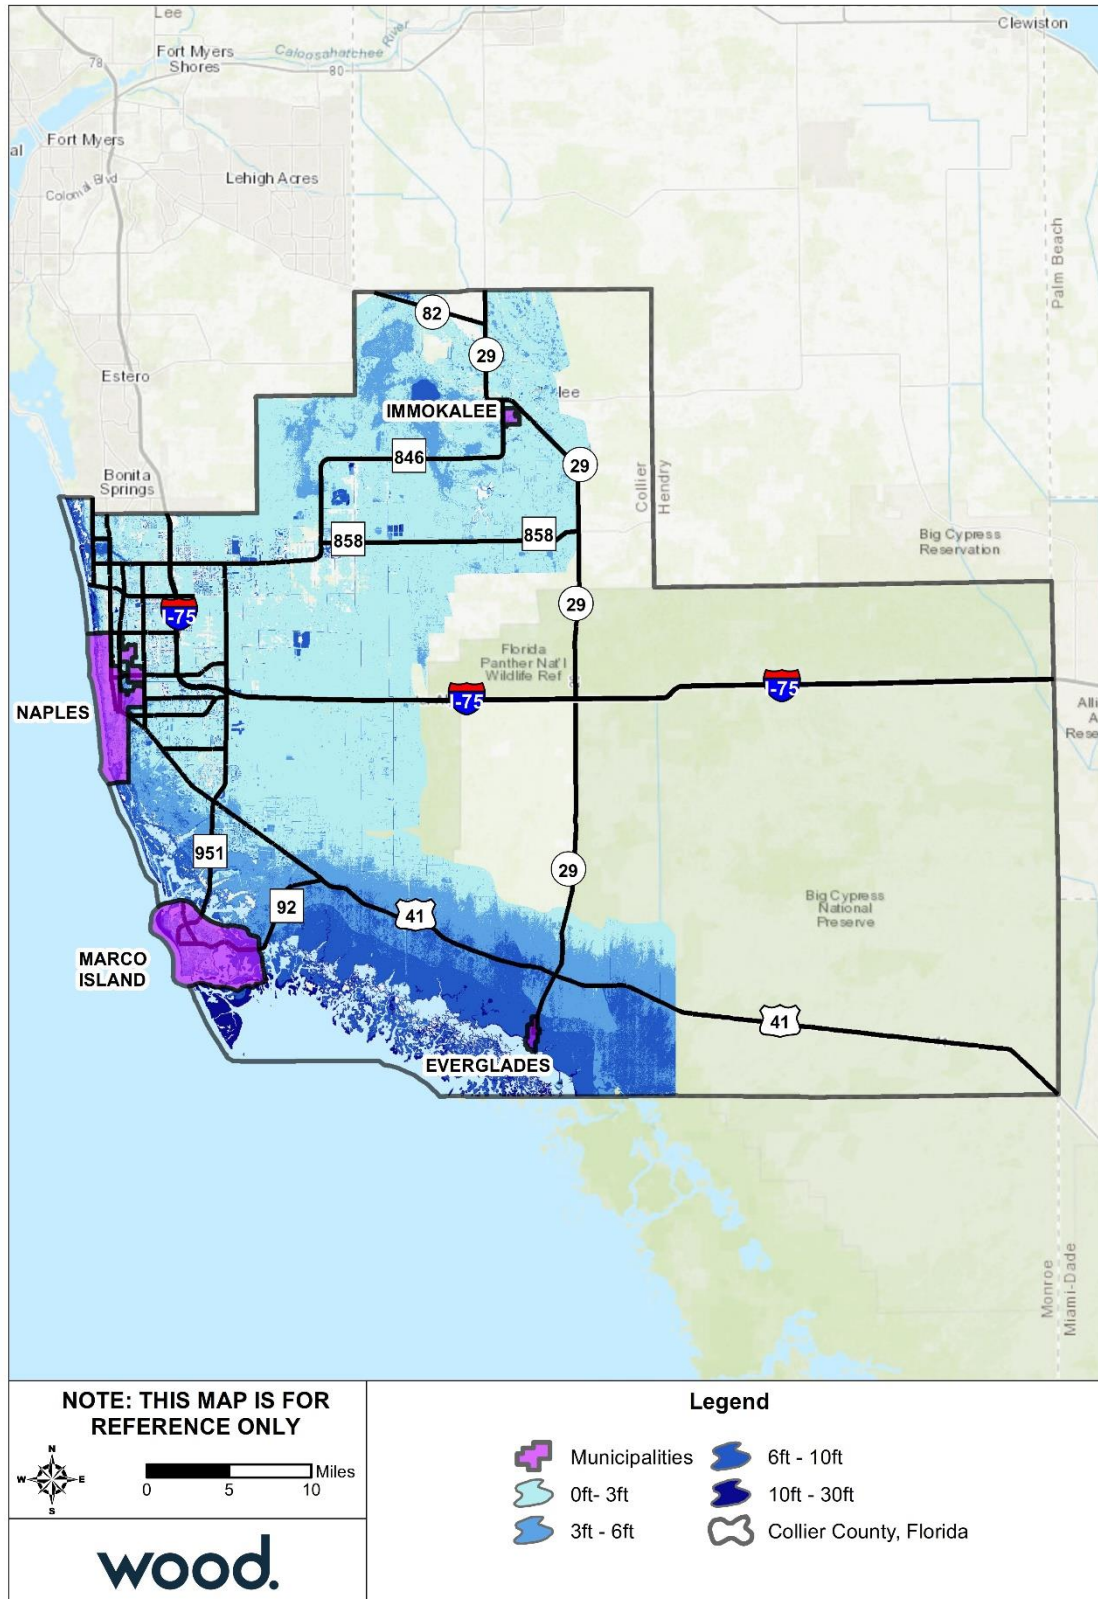 Lee
Clewiston
Fort Myers
Shores
Caloosahatchee
River
78
80
Fort Myers
al
Colonial Blvd
Lehigh Acres
Palm Beach
82
29
Estero
lee
IMMOKALEE
846
29
Bonita
Springs
Collier
Hendry
858
858
Big Cypress
Reservation
29
I-75
Florida
Panther Nat'l
Wildlife Ref
I-75
I-75
NAPLES
Alli
A
Rese
951
29
92
41
Big Cypress
National
Preserve
MARCO
ISLAND
41
EVERGLADES
Monroe
Miami-Dade
NOTE: THIS MAP IS FOR
REFERENCE ONLY
N
W E
S
Miles
0 5 10
wood.
Legend
Municipalities
0ft- 3ft
3ft - 6ft
6ft - 10ft
10ft - 30ft
Collier County, Florida